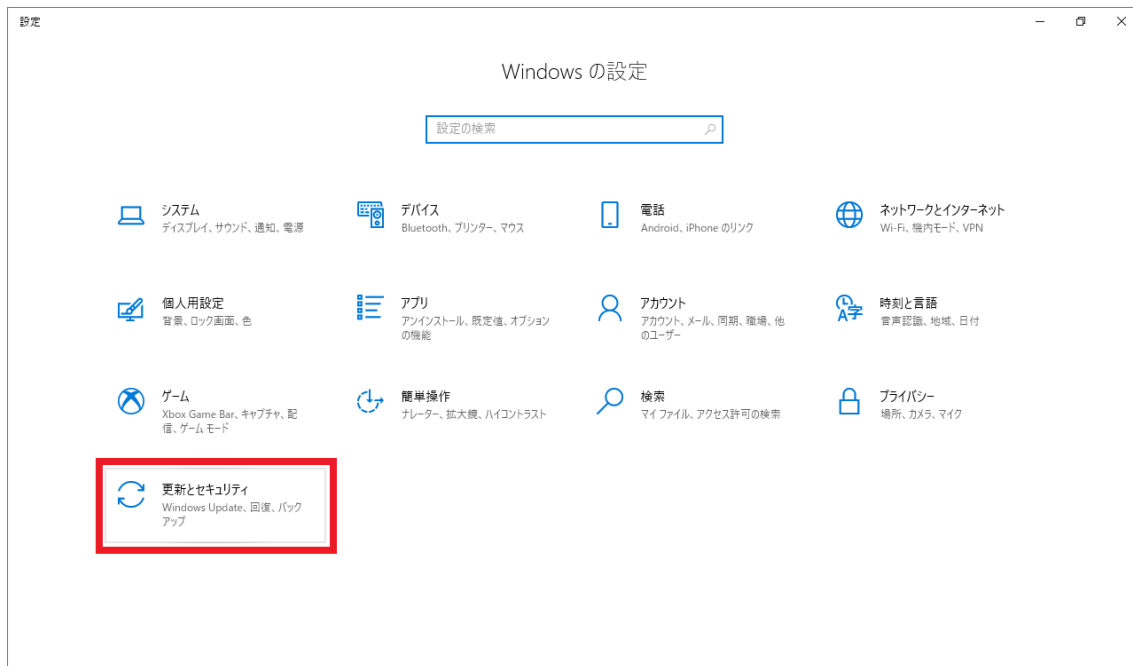 設定
Windows の設定
設定の検索
システム
ディスプレイ、サウンド、通知、電源
デバイス
Bluetooth、プリンター、マウス
電話
Android、iPhone のリンク
ネットワークとインターネット
Wi-Fi、機内モード、VPN
個人用設定
背景、ロック画面、色
アプリ
アンインストール、既定値、オプション
の機能
アカウント
アカウント、メール、同期、職場、他
のユーザー
時刻と言語
音声認識、地域、日付
ゲーム
Xbox Game Bar、キャプチャ、配
信、ゲーム モード
簡単操作
ナレーター、拡大鏡、ハイコントラスト
検索
マイ ファイル、アクセス許可の検索
プライバシー
場所、カメラ、マイク
更新とセキュリティ
Windows Update、回復、バック
アップ